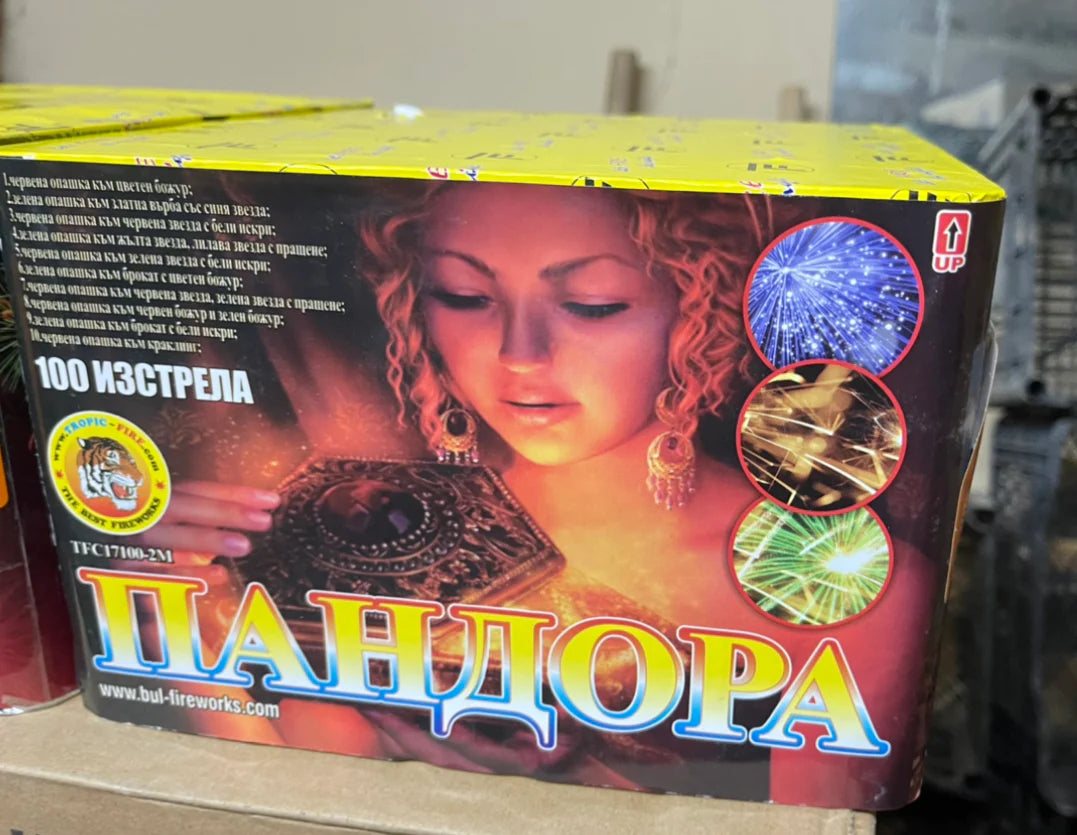 1.червена опашка към цветен божур;
2.зелена опашка към златна върба със синя звезда;
3.червена опашка към червена звезда с бели искри;
4.зелена опашка към жълта звезда, лилава звезда с пращене;
5.червена опашка към зелена звезда с бели искри;
6.зелена опашка към брокат с цветен божур;
7.червена опашка към червена звезда, зелена звезда с пращене;
8.червена опашка към червен божур и зелен божур;
9.зелена опашка към брокат с бели искри;
10.червена опашка към краклинг;
100 ИЗСТРЕЛА
UP
www.TROPIC-FIRE.com
THE BEST FIREWORKS
TFC17100-2M
ПАНДОРА
www.bul-fireworks.com